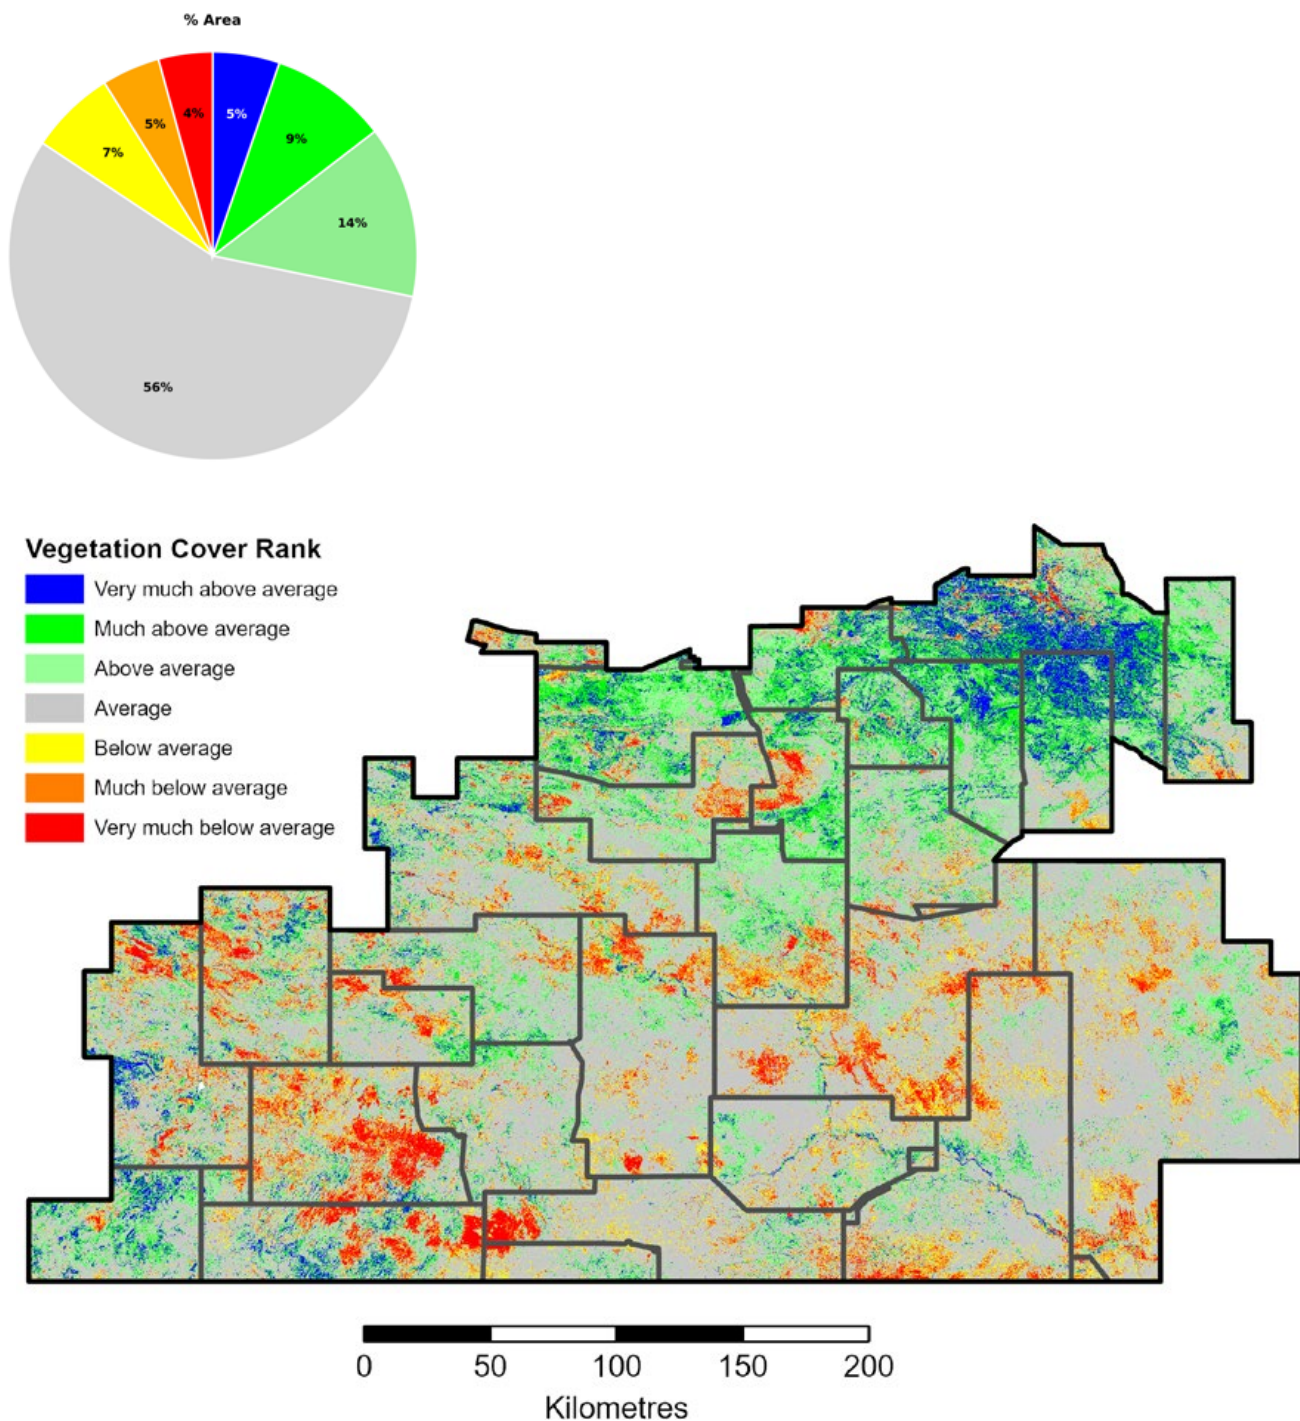 % Area
4%
5%
5%
9%
7%
14%
56%
Vegetation Cover Rank
Very much above average
Much above average
Above average
Average
Below average
Much below average
Very much below average
0 50 100 150 200
Kilometres